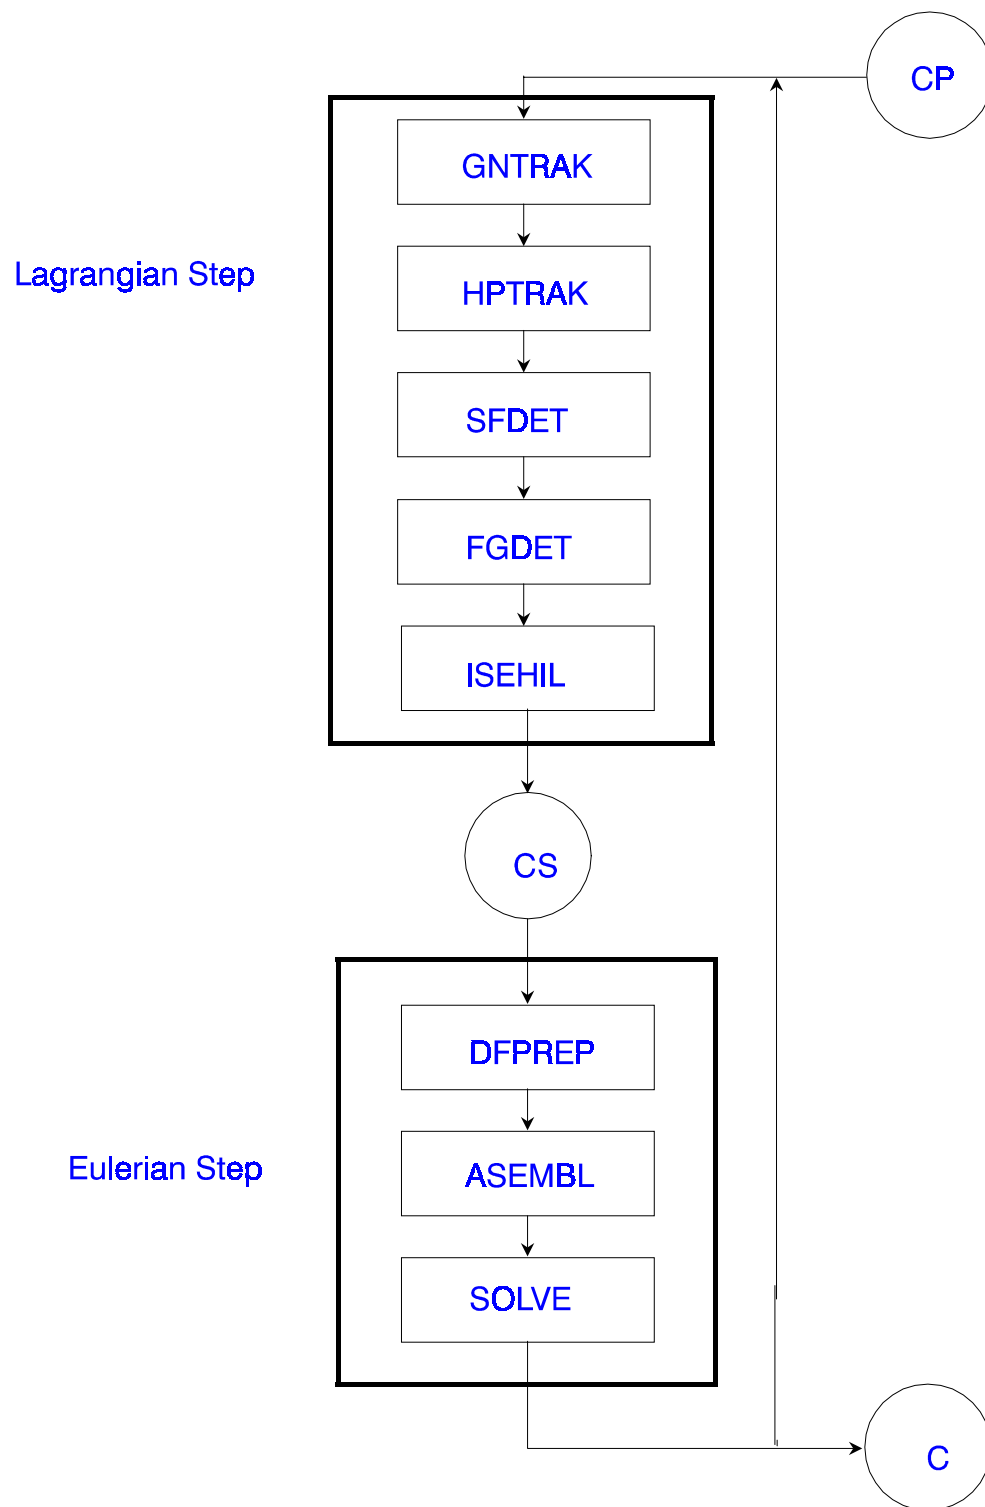 CP
GNTRAK
Lagrangian Step
HPTRAK
SFDET
FGDET
ISEHIL
CS
DFPREP
Eulerian Step
ASEMBL
SOLVE
C